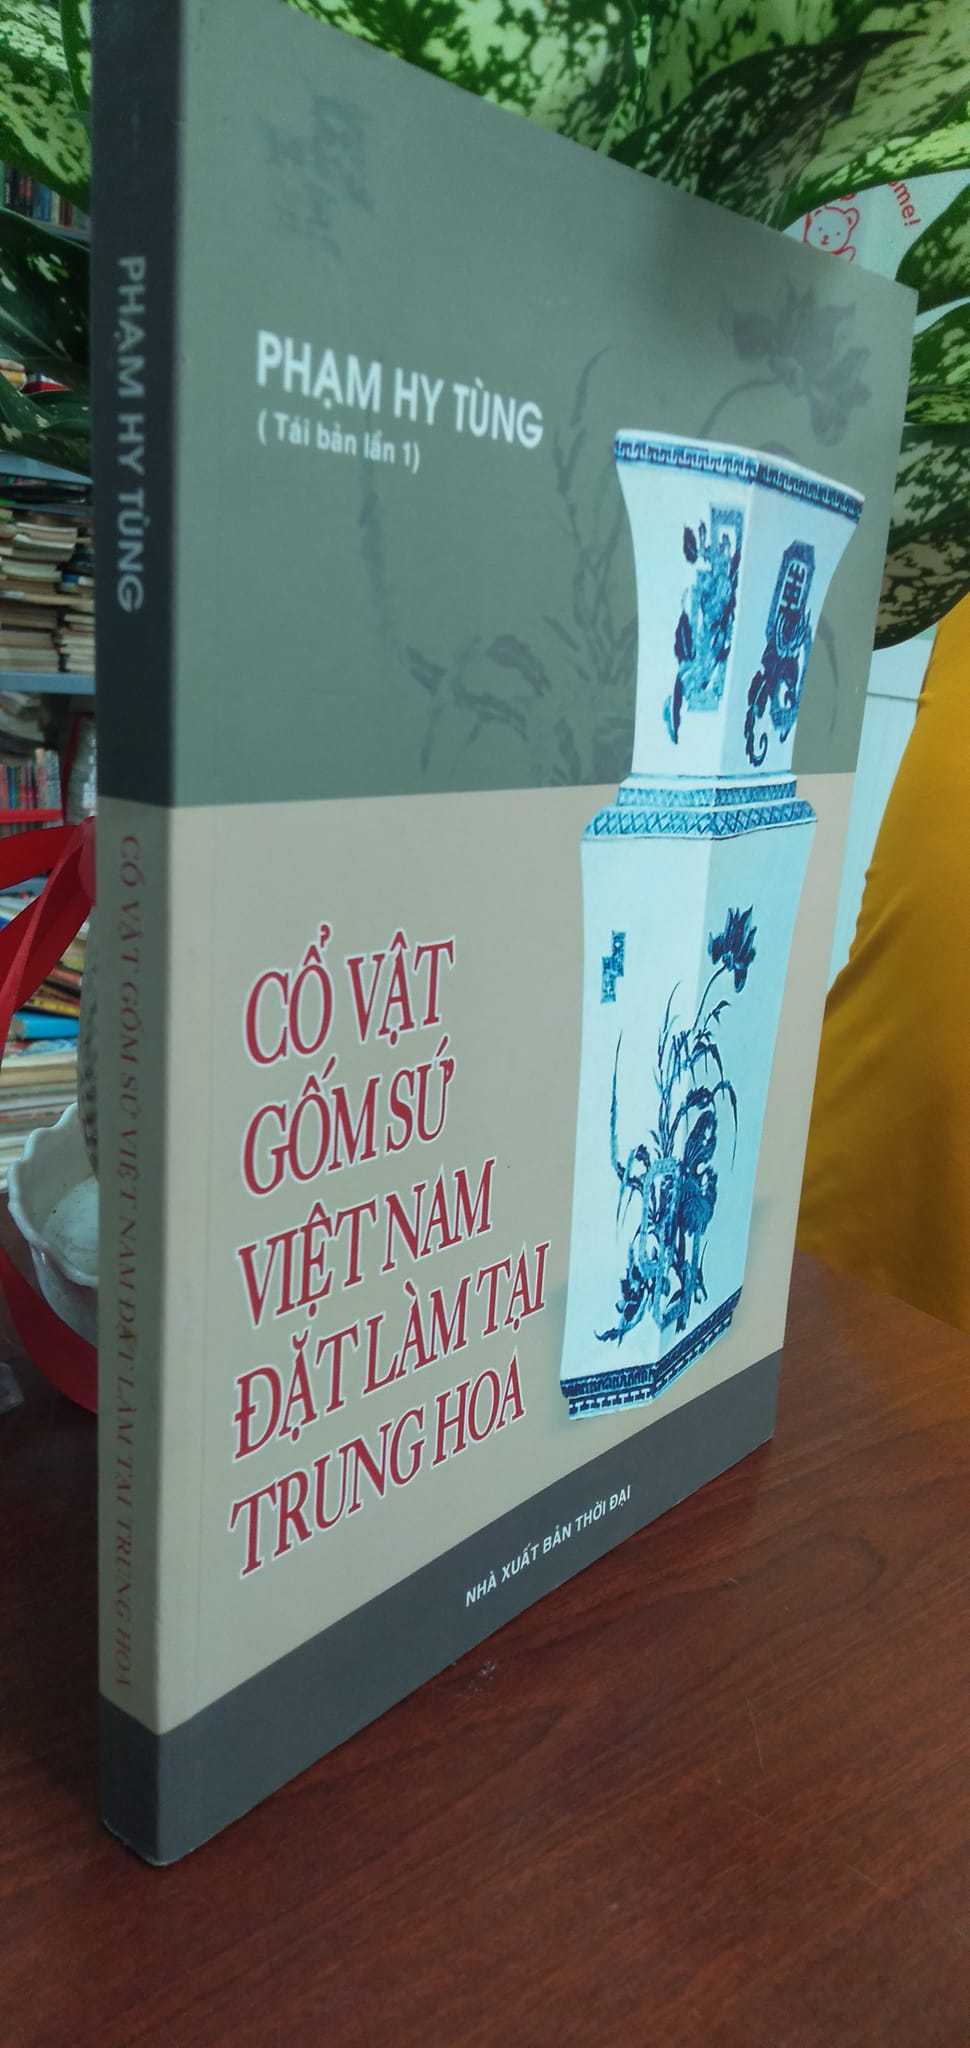 PHẠM HY TÙNG
( Tái bản lần 1)
CỔ VẬT
GỐM SỨ
VIỆT NAM
ĐẶT LÀM TẠI
TRUNG HOA
NHÀ XUẤT BẢN THỜI ĐẠI
PHẠM HY TÙNG
CỔ VẬT GỐM SỨ VIỆT NAM ĐẶT LÀM TẠI TRUNG HOA